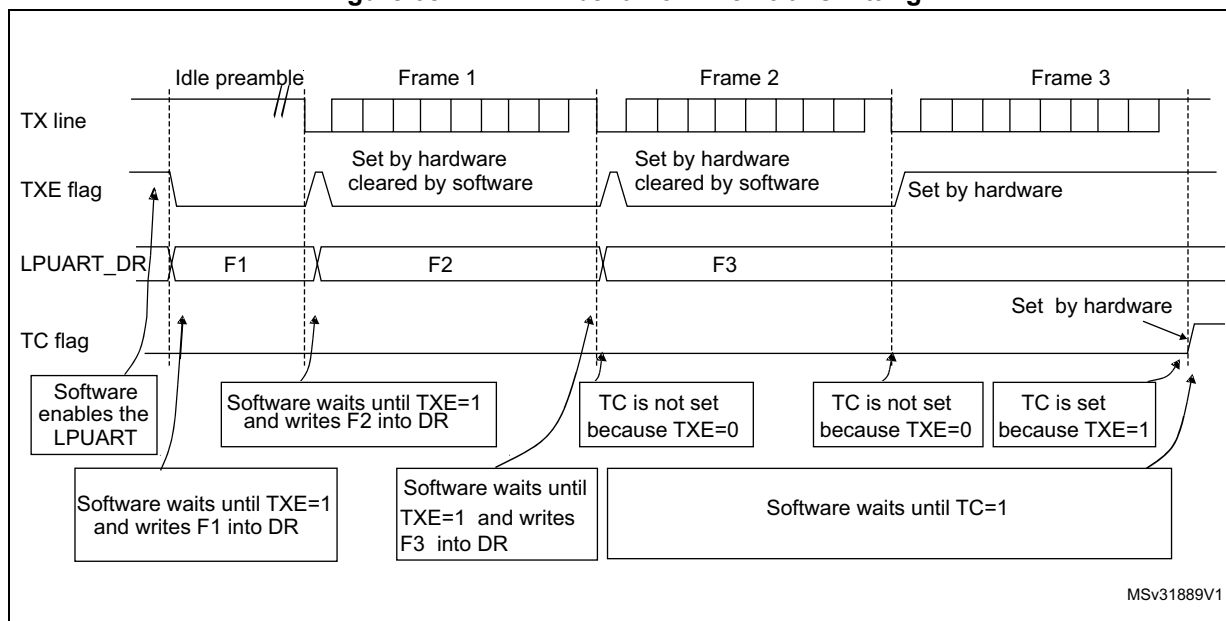 Idle preamble Frame 1 Frame 2 Frame 3
TX line
Set by hardware
cleared by software
Set by hardware
cleared by software
TXE flag
Set by hardware
LPUART_DR F1 F2 F3
Set by hardware
TC flag
Software
enables the
LPUART
Software waits until TXE=1
and writes F2 into DR
TC is not set
because TXE=0
TC is not set
because TXE=0
TC is set
because TXE=1
Software waits until TXE=1
and writes F1 into DR
Software waits until
TXE=1 and writes
F3 into DR
Software waits until TC=1
MSv31889V1